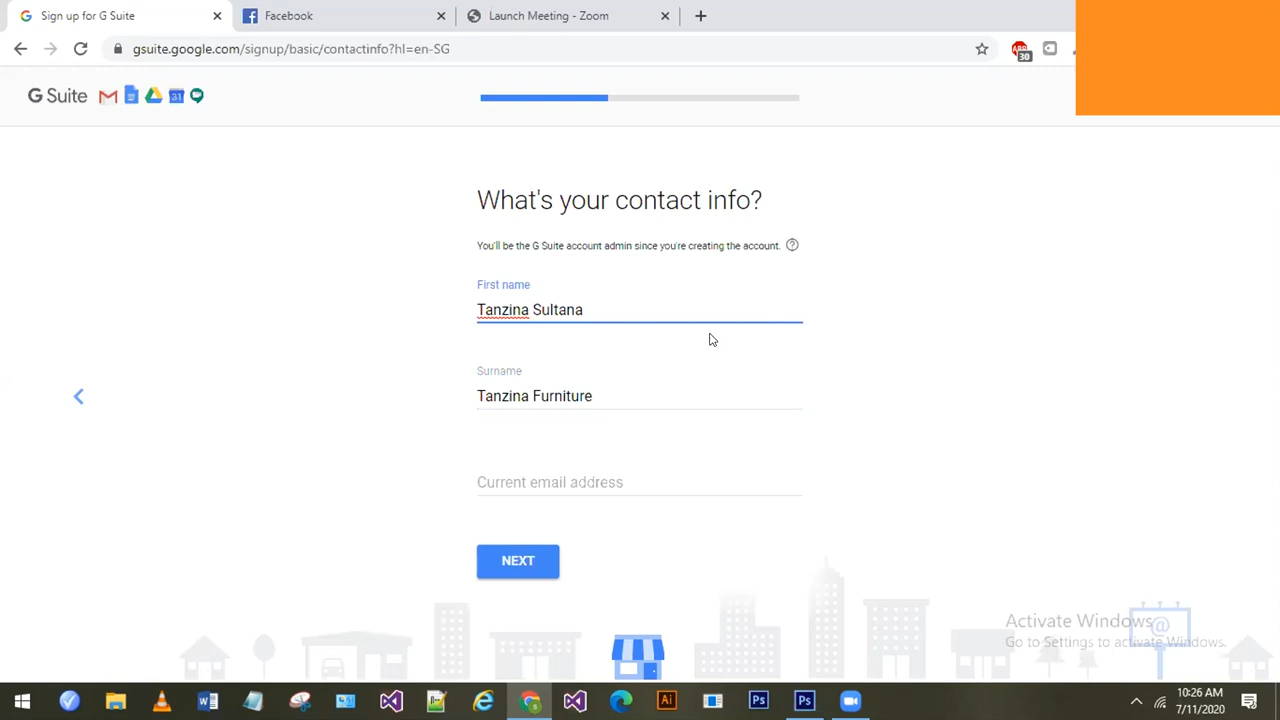 Sign up for G Suite
Facebook
Launch Meeting - Zoom
gsuite.google.com/signup/basic/contactinfo?hl=en-SG
ABP
30
G Suite
31
What's your contact info?
You'll be the G Suite account admin since you're creating the account.
First name
Tanzina Sultana
Surname
Tanzina Furniture
Current email address
NEXT
Activate Windows
Go to Settings to activate Windows.
10:26 AM
7/11/2020